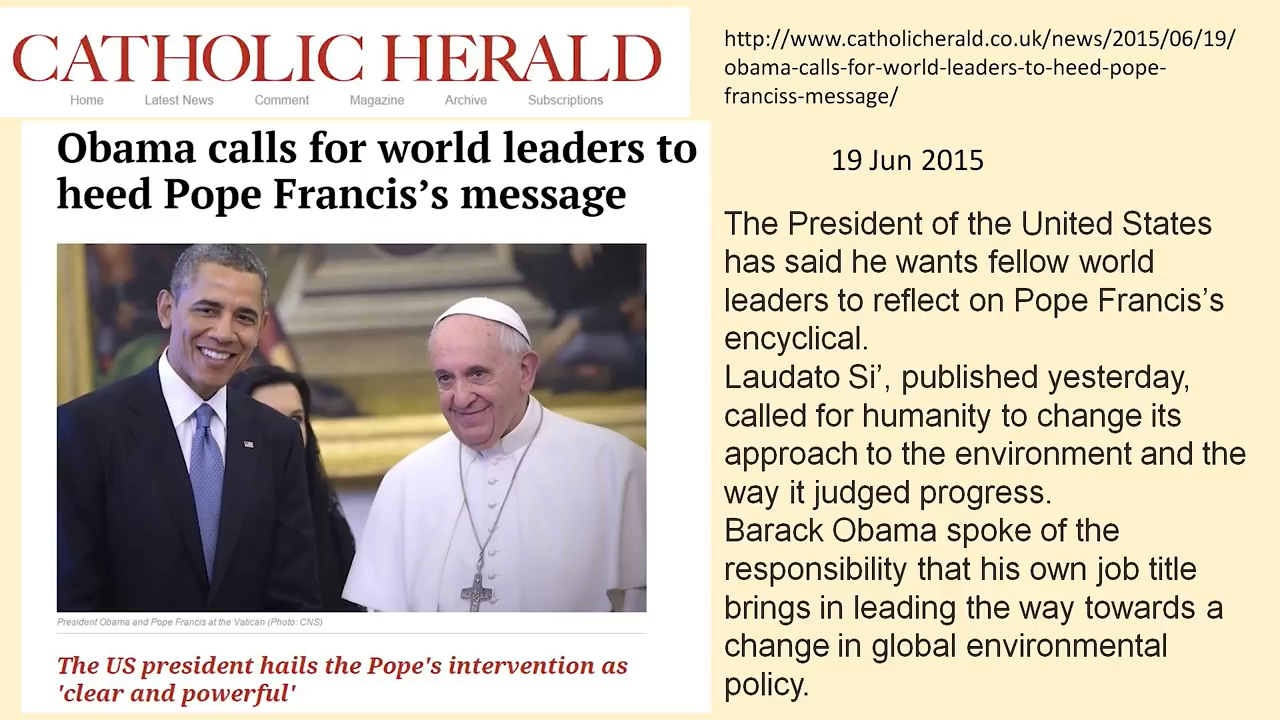 CATHOLIC HERALD
Home Latest News Comment Magazine Archive Subscriptions
Obama calls for world leaders to
heed Pope Francis’s message
President Obama and Pope Francis at the Vatican (Photo: CNS)
The US president hails the Pope's intervention as
'clear and powerful'
http://www.catholicherald.co.uk/news/2015/06/19/
obama-calls-for-world-leaders-to-heed-pope-
franciss-message/
19 Jun 2015
The President of the United States
has said he wants fellow world
leaders to reflect on Pope Francis’s
encyclical.
Laudato Si’, published yesterday,
called for humanity to change its
approach to the environment and the
way it judged progress.
Barack Obama spoke of the
responsibility that his own job title
brings in leading the way towards a
change in global environmental
policy.